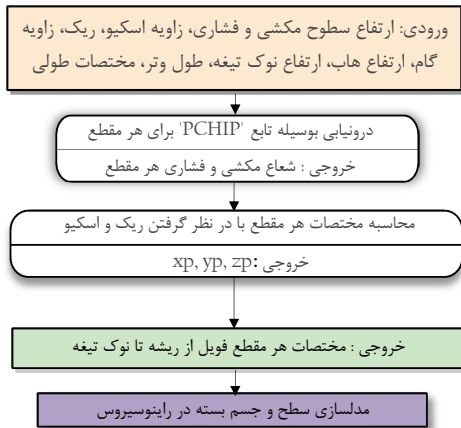 ورودی: ارتفاع سطوح مکشی و فشاری، زاویه اسکیو، ریک، زاویه
گام، ارتفاع هاب، ارتفاع نوک تیغه، طول وتر، مختصات طولی
درونیابی بوسیله تابع 'PCHIP' برای هر مقطع
خروجی : شعاع مکشی و فشاری هر مقطع
محاسبه مختصات هر مقطع با در نظر گرفتن ریک و اسکیو
خروجی: xp, yp, zp
خروجی : مختصات هر مقطع فویل از ریشه تا نوک تیغه
مدلسازی سطح و جسم بسته در راینوسیروس